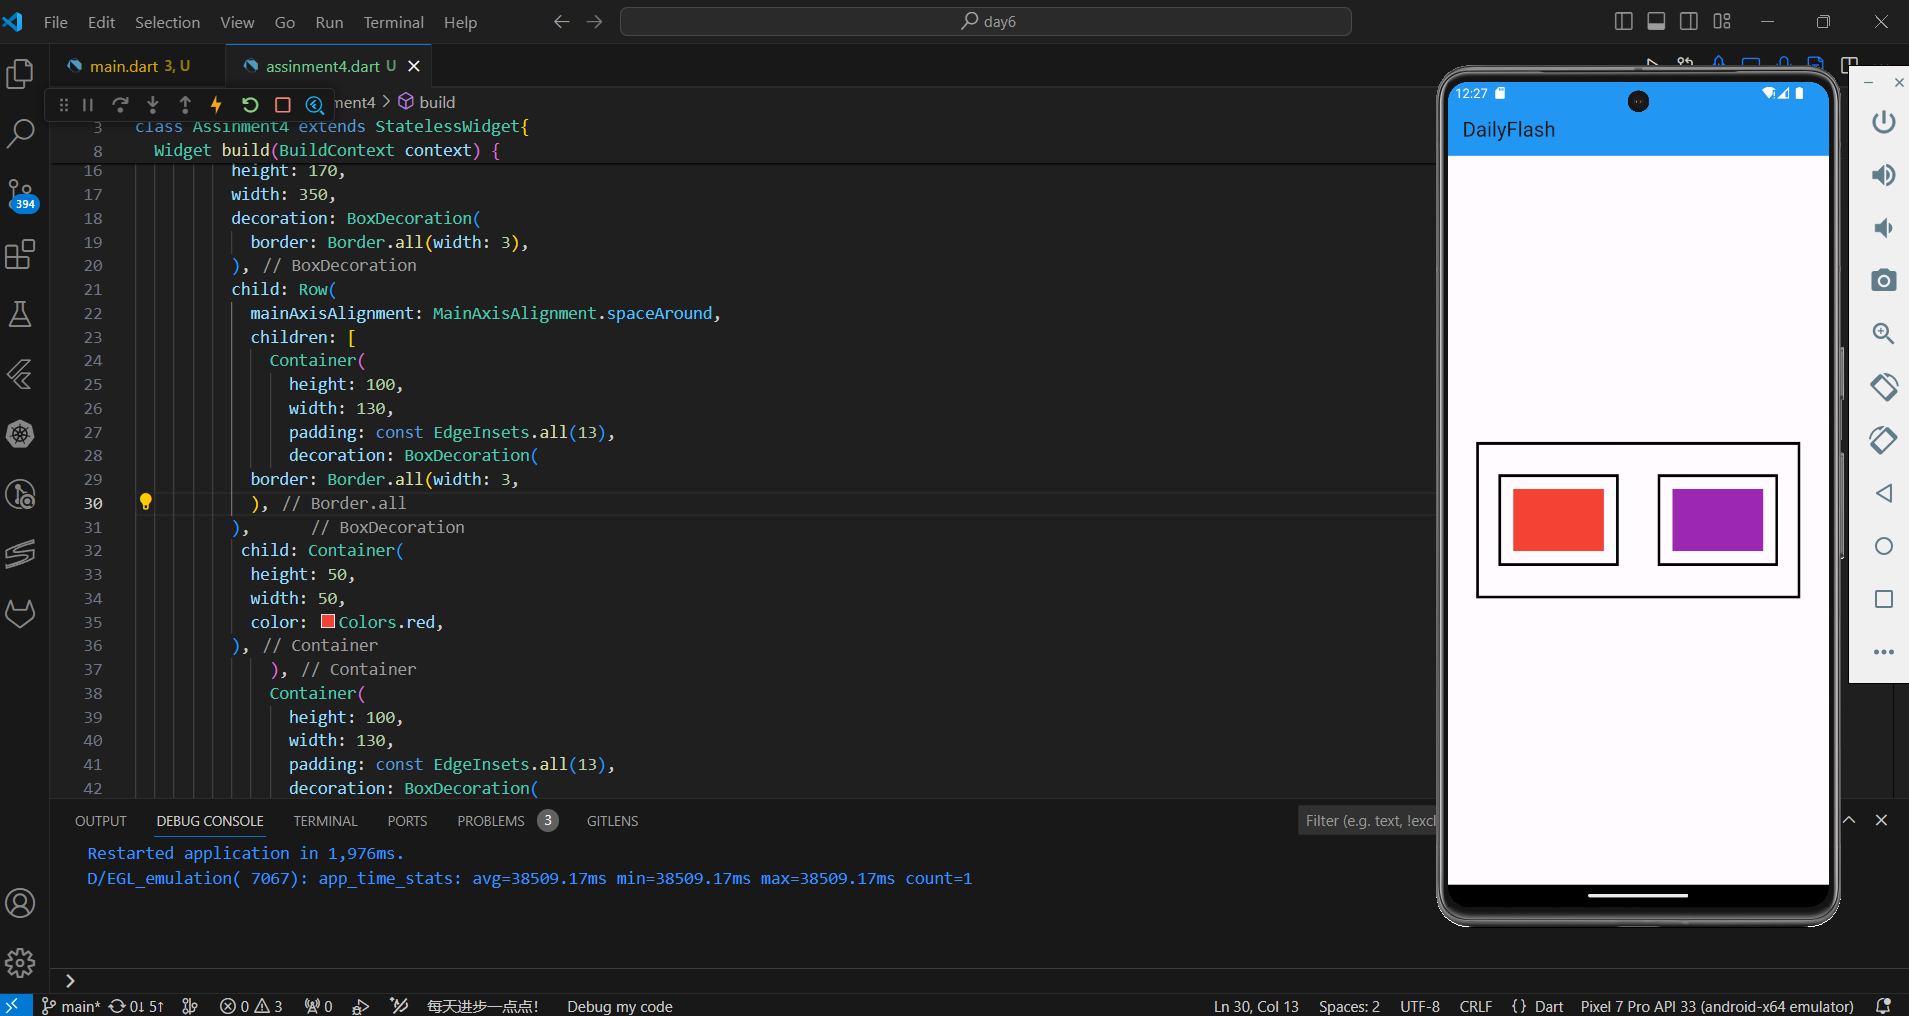 File Edit Selection View Go Run Terminal Help
day6
main.dart 3, U
assinment4.dart U
ment4 > build
3 class Assinment4 extends StatelessWidget{
8 Widget build(BuildContext context) {
16 height: 170,
17 width: 350,
18 decoration: BoxDecoration(
19 border: Border.all(width: 3),
20 ), // BoxDecoration
21 child: Row(
22 mainAxisAlignment: MainAxisAlignment.spaceAround,
23 children: [
24 Container(
25 height: 100,
26 width: 130,
27 padding: const EdgeInsets.all(13),
28 decoration: BoxDecoration(
29 border: Border.all(width: 3,
30 ), // Border.all
31 ), // BoxDecoration
32 child: Container(
33 height: 50,
34 width: 50,
35 color: Colors.red,
36 ), // Container
37 ), // Container
38 Container(
39 height: 100,
40 width: 130,
41 padding: const EdgeInsets.all(13),
42 decoration: BoxDecoration(
394
12:27
DailyFlash
OUTPUT DEBUG CONSOLE TERMINAL PORTS PROBLEMS 3 GITLENS
Filter (e.g. text, !excl
Restarted application in 1,976ms.
D/EGL_emulation( 7067): app_time_stats: avg=38509.17ms min=38509.17ms max=38509.17ms count=1
>
main* 0↓ 5↑ 0 3 0 每天进步一点点! Debug my code
Ln 30, Col 13 Spaces: 2 UTF-8 CRLF {} Dart Pixel 7 Pro API 33 (android-x64 emulator)